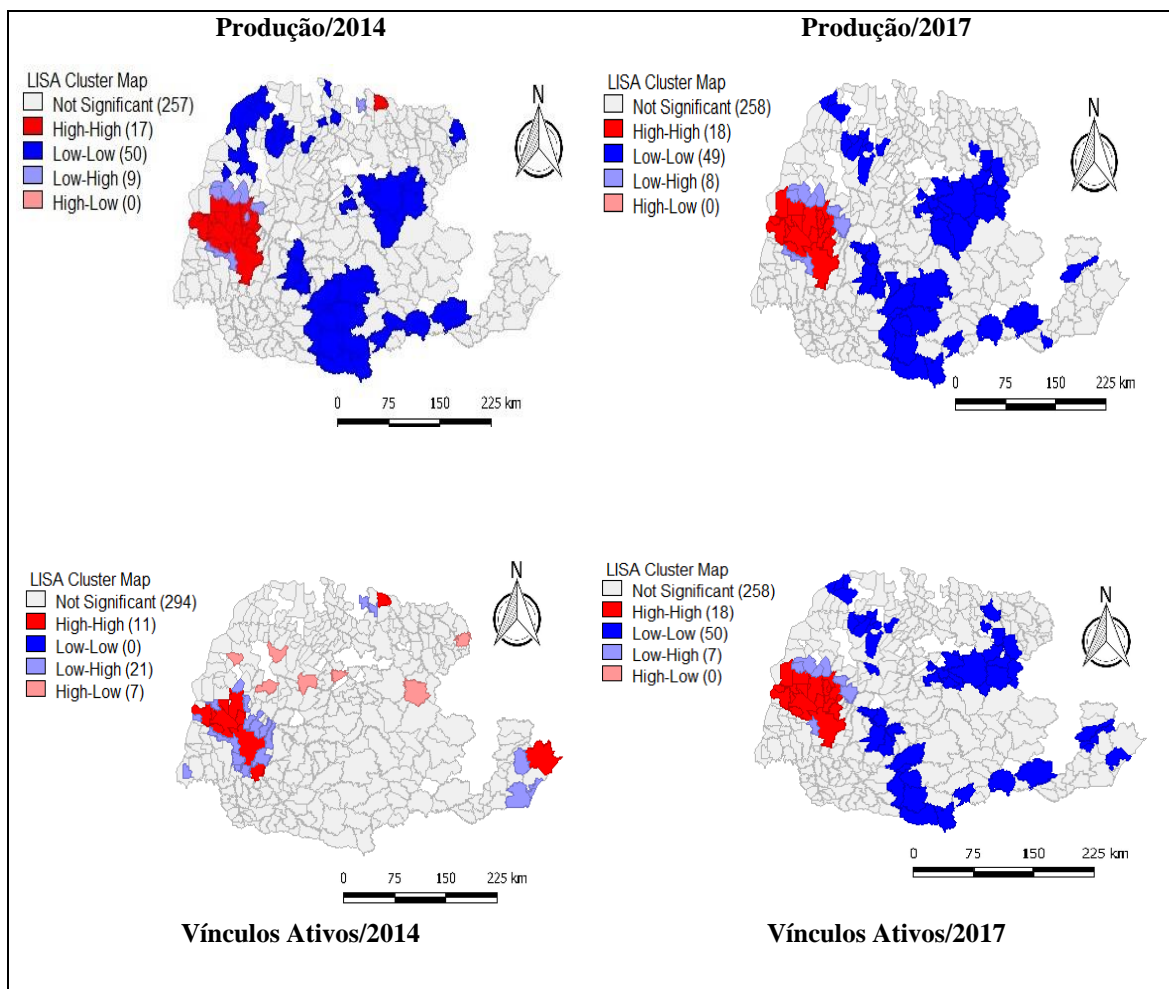 Produção/2014
LISA Cluster Map
Not Significant (257)
High-High (17)
Low-Low (50)
Low-High (9)
High-Low (0)
N
0 75 150 225 km
Produção/2017
LISA Cluster Map
Not Significant (258)
High-High (18)
Low-Low (49)
Low-High (8)
High-Low (0)
N
0 75 150 225 km
LISA Cluster Map
Not Significant (294)
High-High (11)
Low-Low (0)
Low-High (21)
High-Low (7)
N
0 75 150 225 km
Vínculos Ativos/2014
LISA Cluster Map
Not Significant (258)
High-High (18)
Low-Low (50)
Low-High (7)
High-Low (0)
N
0 75 150 225 km
Vínculos Ativos/2017